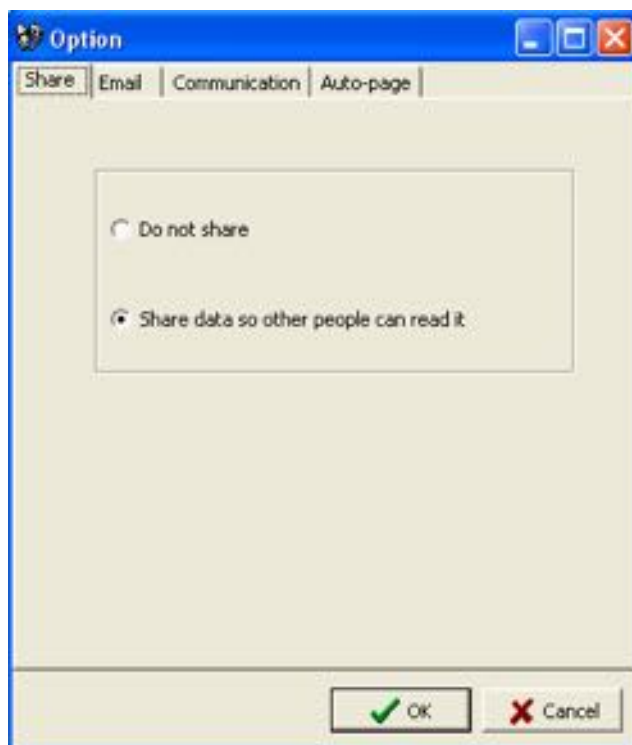 Option
Share Email Communication Auto-page
Do not share
Share data so other people can read it
OK Cancel